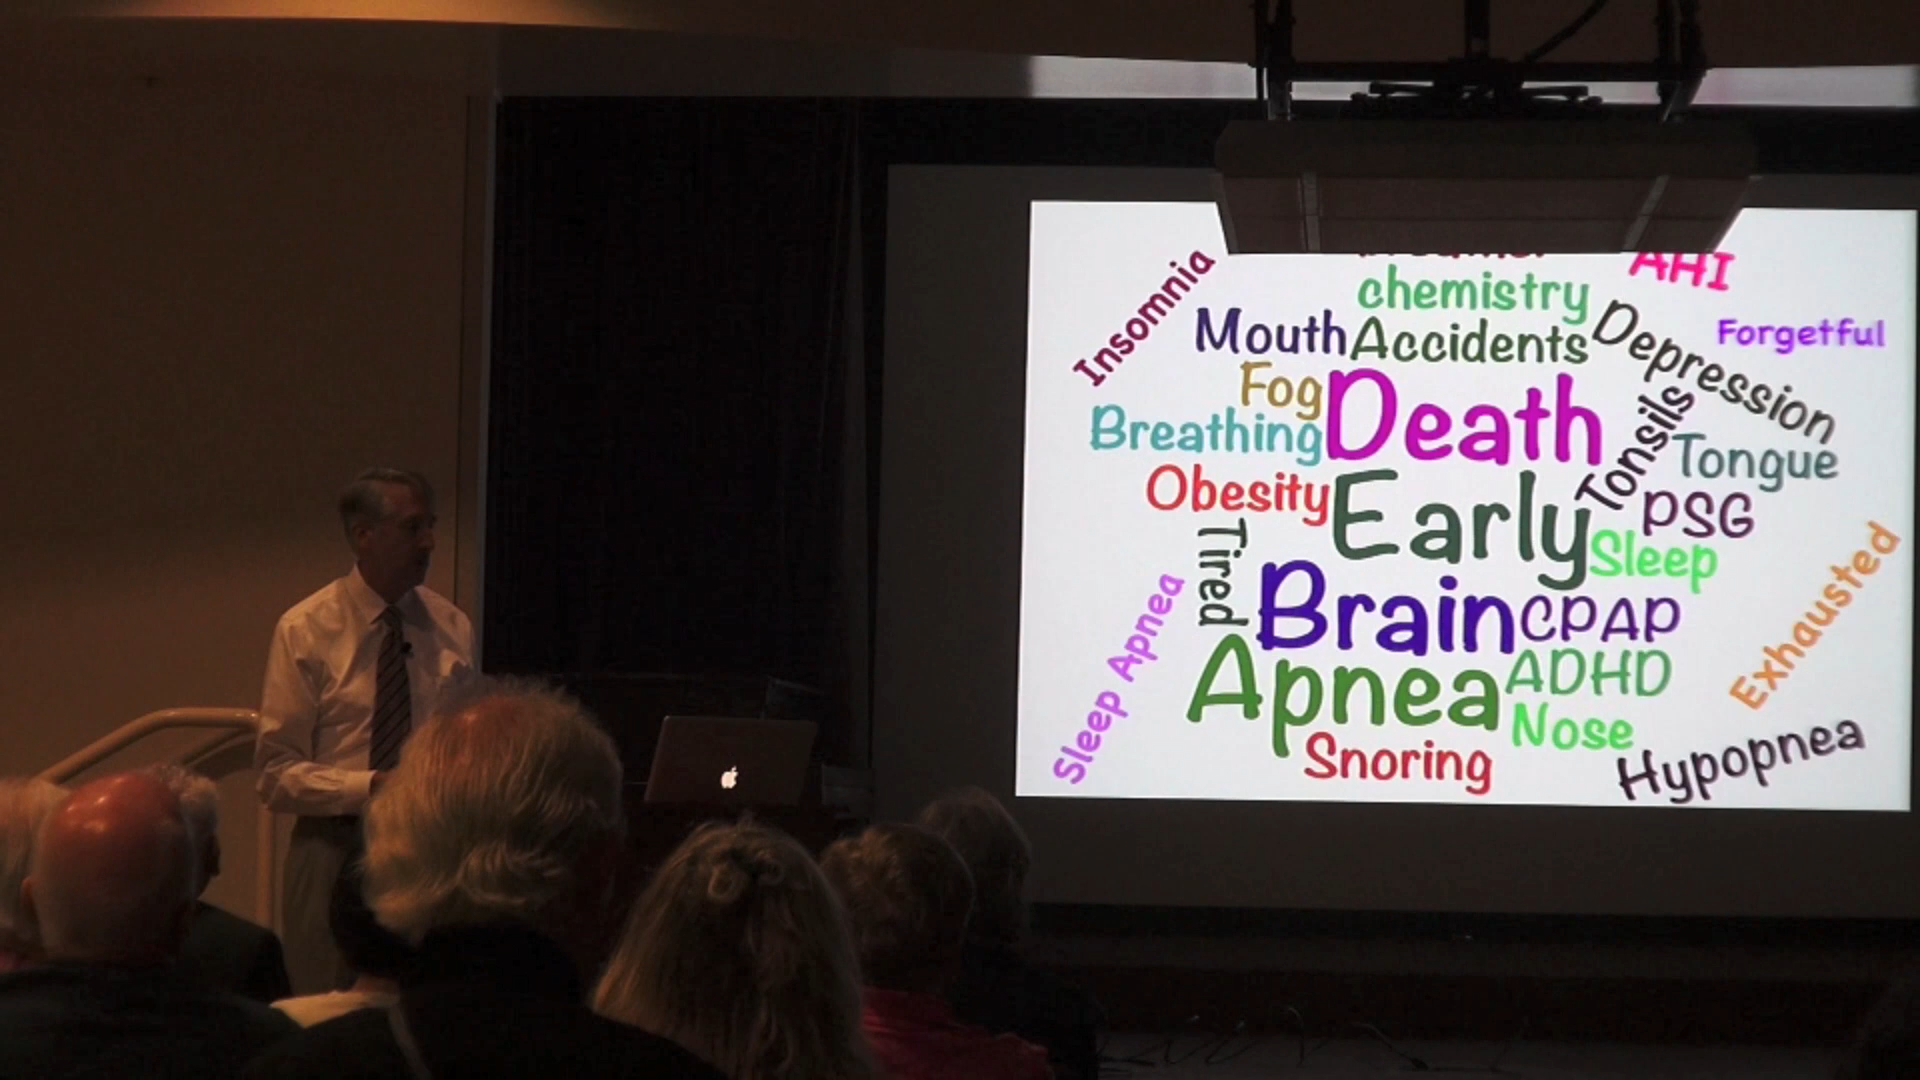 Insomnia
AHI
chemistry
Mouth
Accidents
Depression
Forgetful
Fog
Death
Breathing
Tonsils
Tongue
Obesity
Early
PSG
Tired
Sleep
Brain
CPAP
Exhausted
Sleep Apnea
Apnea
ADHD
Nose
Snoring
Hypopnea